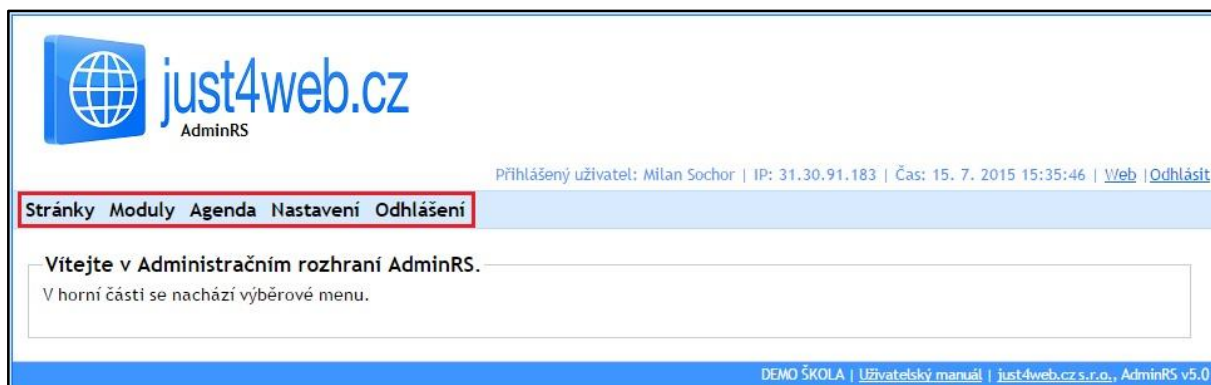 just4web.cz
AdminRS
Přihlášený uživatel: Milan Sochor | IP: 31.30.91.183 | Čas: 15. 7. 2015 15:35:46 | Web | Odhlásit
Stránky Moduly Agenda Nastavení Odhlášení
Vítejte v Administračním rozhraní AdminRS.
V horní části se nachází výběrové menu.
DEMO ŠKOLA | Uživatelský manuál | just4web.cz s.r.o., AdminRS v5.0